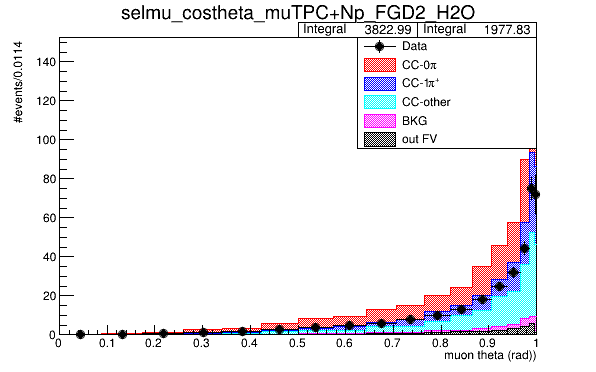 selmu_costheta_muTPC+Np_FGD2_H2O
Integral 3822.99 Integral 1977.83
Data
CC-0π
CC-1π⁺
CC-other
BKG
out FV
#events/0.0114
140
120
100
80
60
40
20
0
0 0.1 0.2 0.3 0.4 0.5 0.6 0.7 0.8 0.9 1
muon theta (rad))